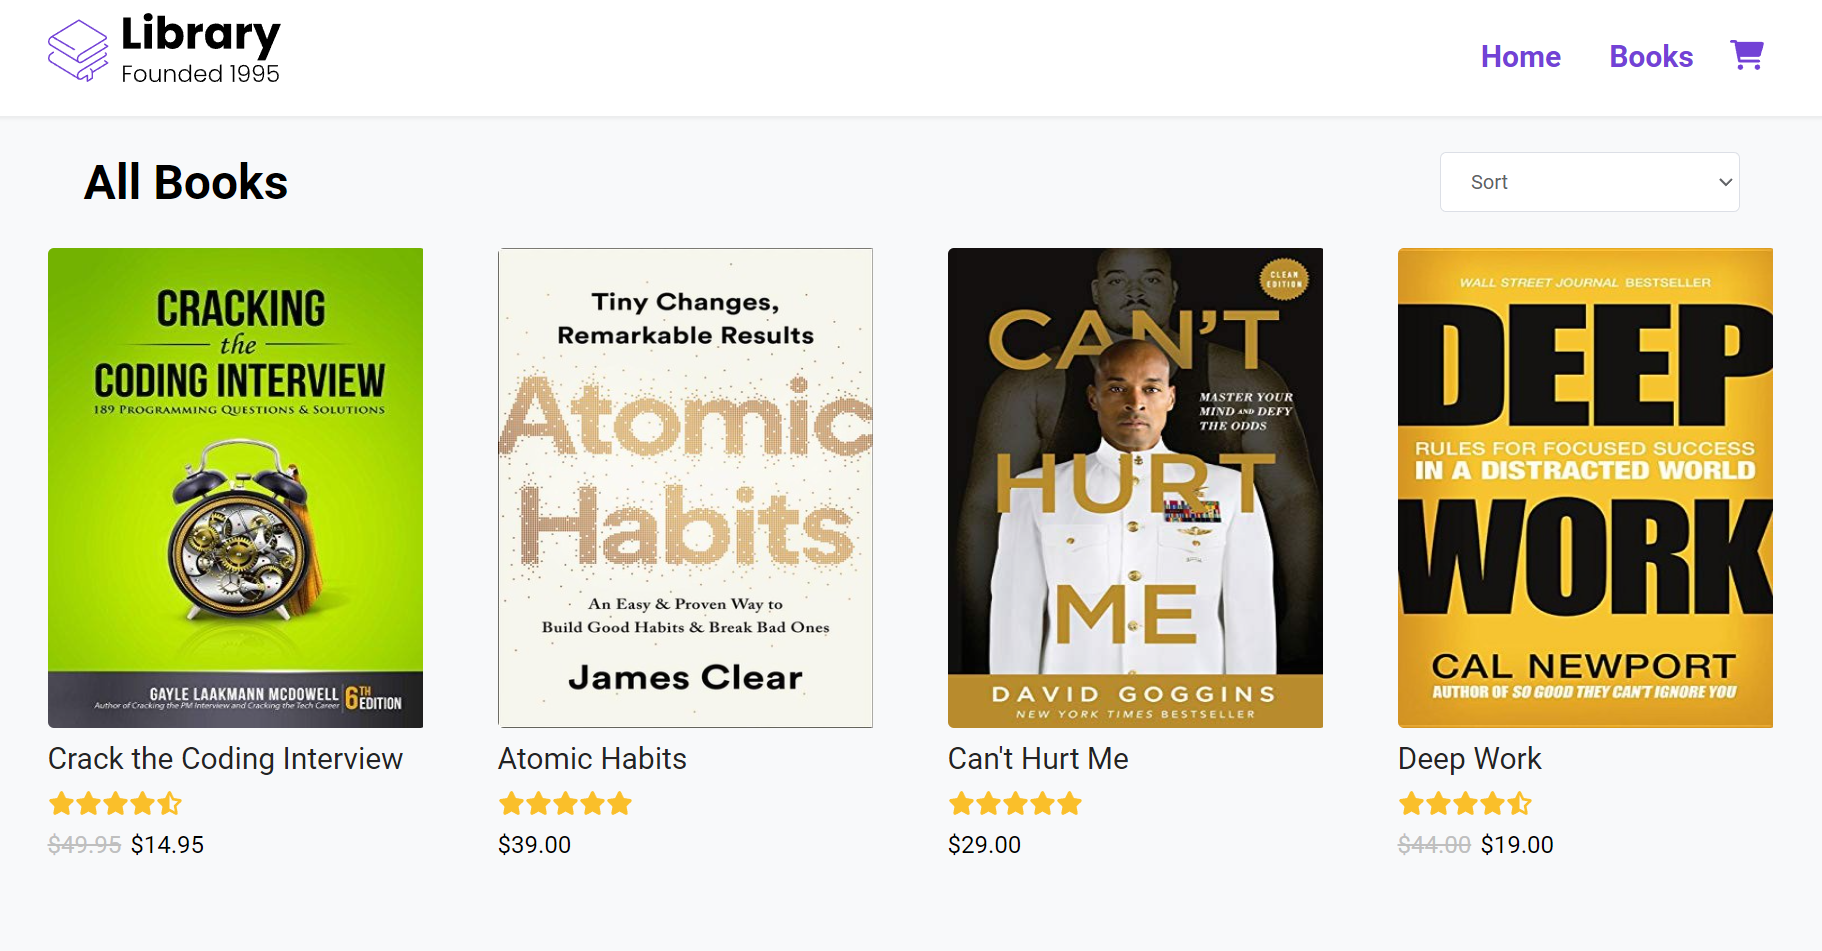 Library
Founded 1995
Home
Books
All Books
Sort
CRACKING
the
CODING INTERVIEW
189 PROGRAMMING QUESTIONS & SOLUTIONS
GAYLE LAAKMANN MCDOWELL
Author of Cracking the PM Interview and Cracking the Tech Career
6TH EDITION
Crack the Coding Interview
$49.95 $14.95
Tiny Changes,
Remarkable Results
Atomic
Habits
An Easy & Proven Way to
Build Good Habits & Break Bad Ones
James Clear
Atomic Habits
$39.00
CLEAN
EDITION
CAN'T
MASTER YOUR
MIND AND DEFY
THE ODDS
HURT
ME
DAVID GOGGINS
NEW YORK TIMES BESTSELLER
Can't Hurt Me
$29.00
WALL STREET JOURNAL BESTSELLER
DEEP
RULES FOR FOCUSED SUCCESS
IN A DISTRACTED WORLD
WORK
CAL NEWPORT
AUTHOR OF SO GOOD THEY CAN'T IGNORE YOU
Deep Work
$44.00 $19.00